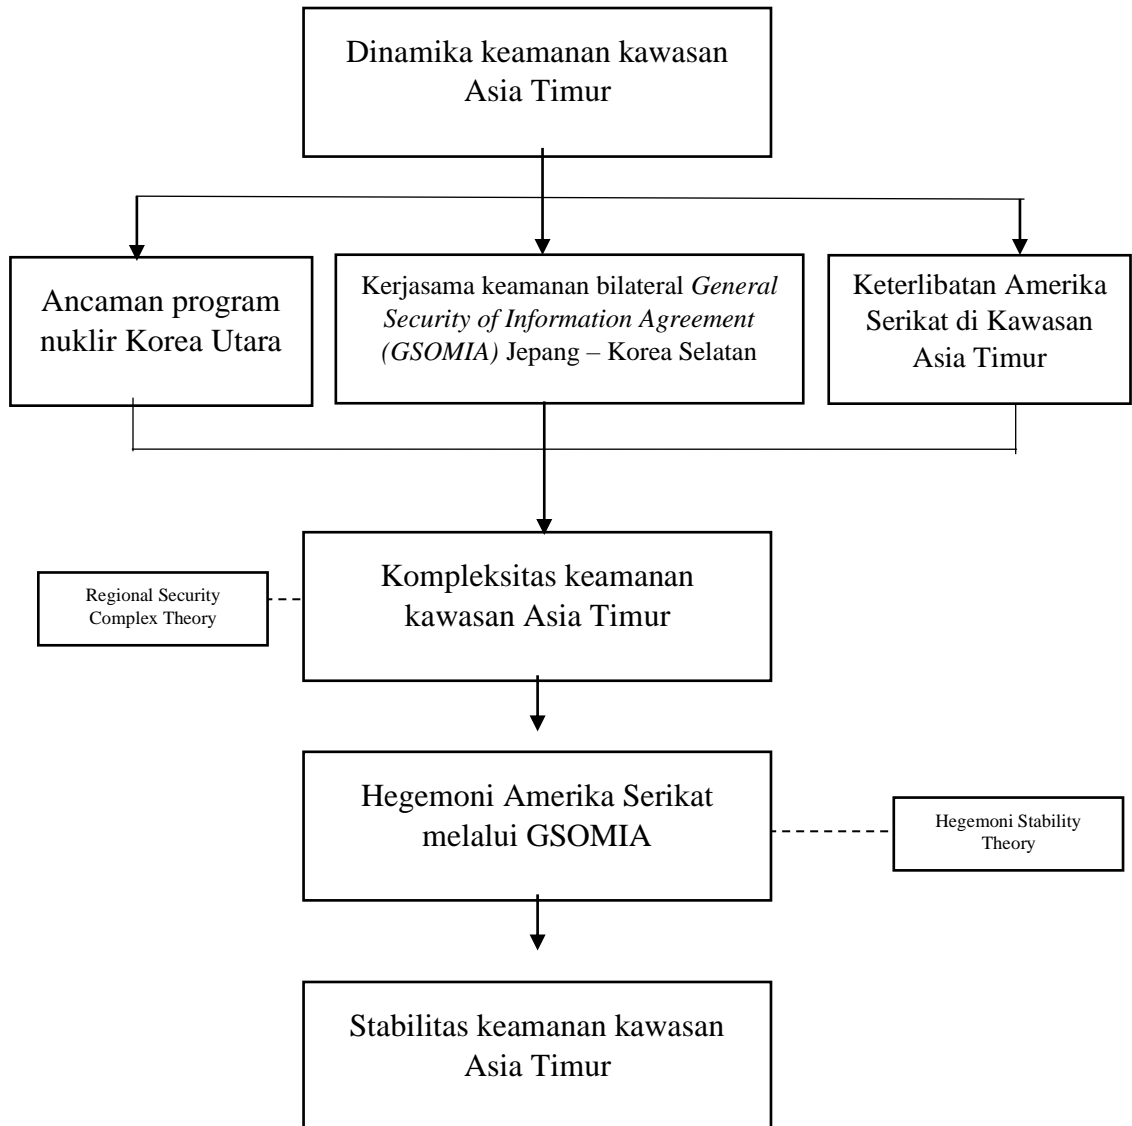 Dinamika keamanan kawasan
Asia Timur
Ancaman program
nuklir Korea Utara
Kerjasama keamanan bilateral General
Security of Information Agreement
(GSOMIA) Jepang – Korea Selatan
Keterlibatan Amerika
Serikat di Kawasan
Asia Timur
Kompleksitas keamanan
kawasan Asia Timur
Regional Security
Complex Theory
Hegemoni Amerika Serikat
melalui GSOMIA
Hegemoni Stability
Theory
Stabilitas keamanan kawasan
Asia Timur